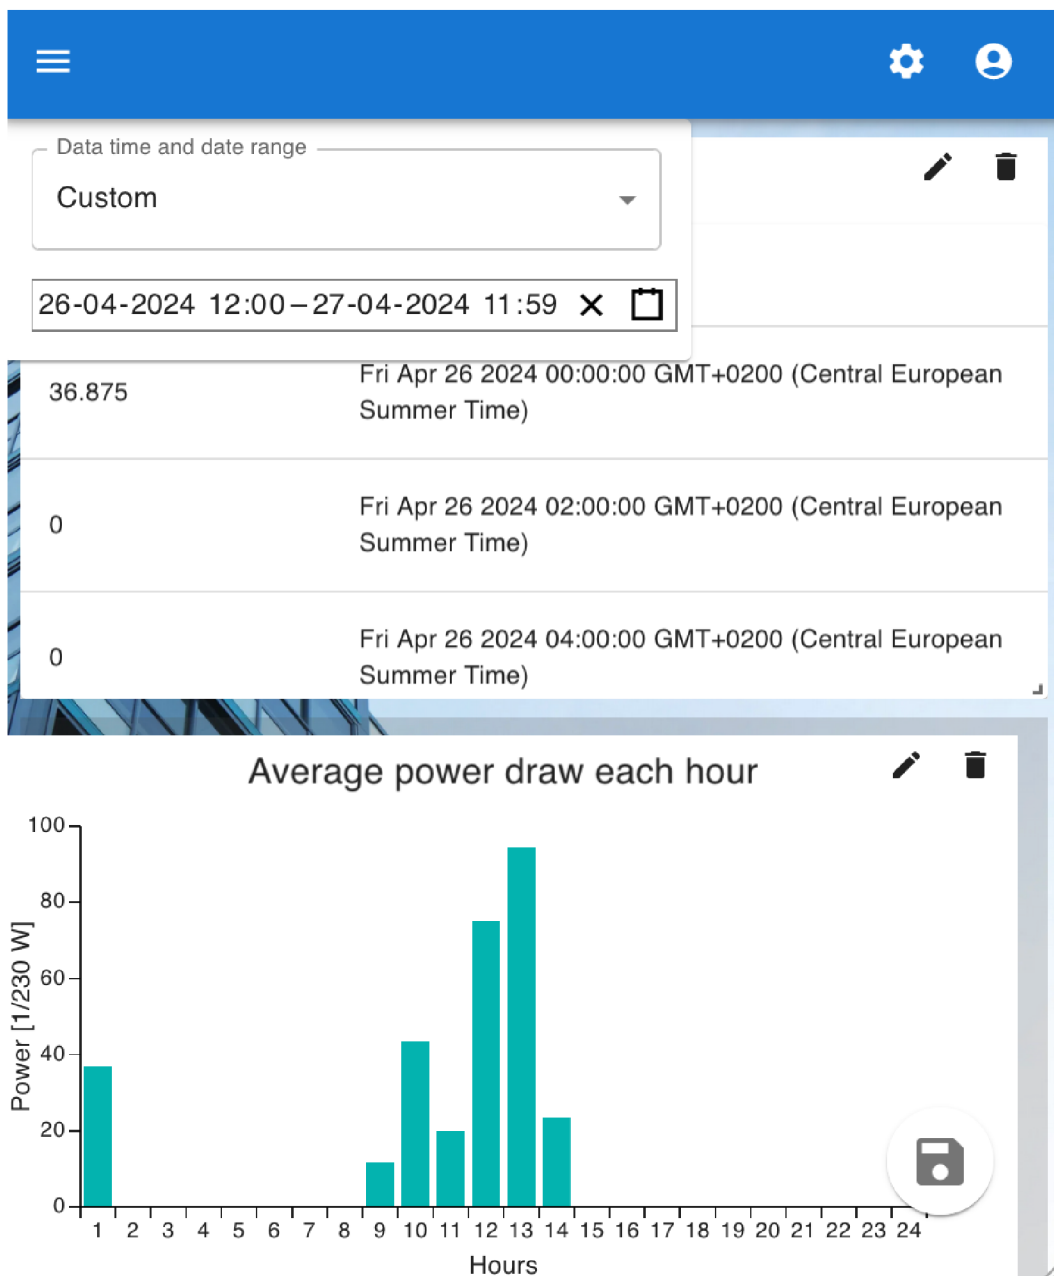 Data time and date range
Custom
26-04-2024 12:00 – 27-04-2024 11:59
36.875
Fri Apr 26 2024 00:00:00 GMT+0200 (Central European
Summer Time)
0
Fri Apr 26 2024 02:00:00 GMT+0200 (Central European
Summer Time)
0
Fri Apr 26 2024 04:00:00 GMT+0200 (Central European
Summer Time)
Average power draw each hour
Power [1/230 W]
100
80
60
40
20
0
1 2 3 4 5 6 7 8 9 10 11 12 13 14 15 16 17 18 19 20 21 22 23 24
Hours